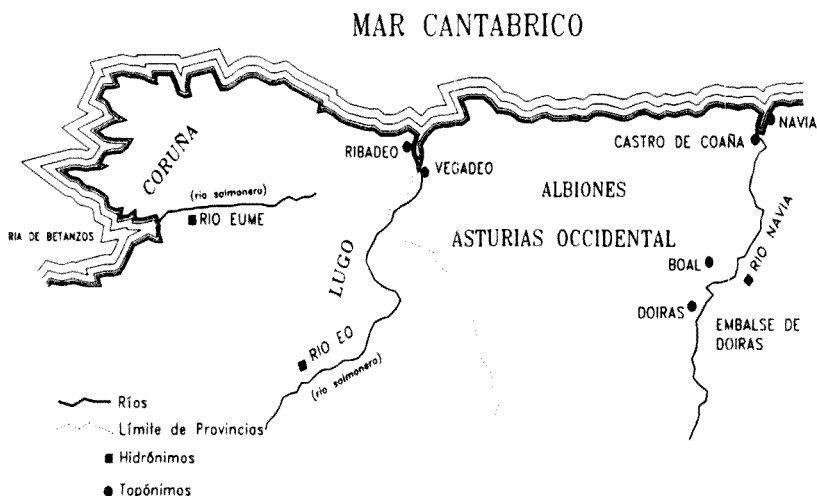 MAR CANTABRICO
NAVIA
CASTRO DE COAÑA
RIBADEO
VEGADEO
CORUÑA
ALBIONES
(rio salmonero)
RIO EUME
RIA DE BETANZOS
ASTURIAS OCCIDENTAL
RIO NAVIA
BOAL
LUGO
DOIRAS
EMBALSE DE
DOIRAS
RIO EO
(rio salmonero)
Ríos
Límite de Provincias
Hidrónimos
Topónimos